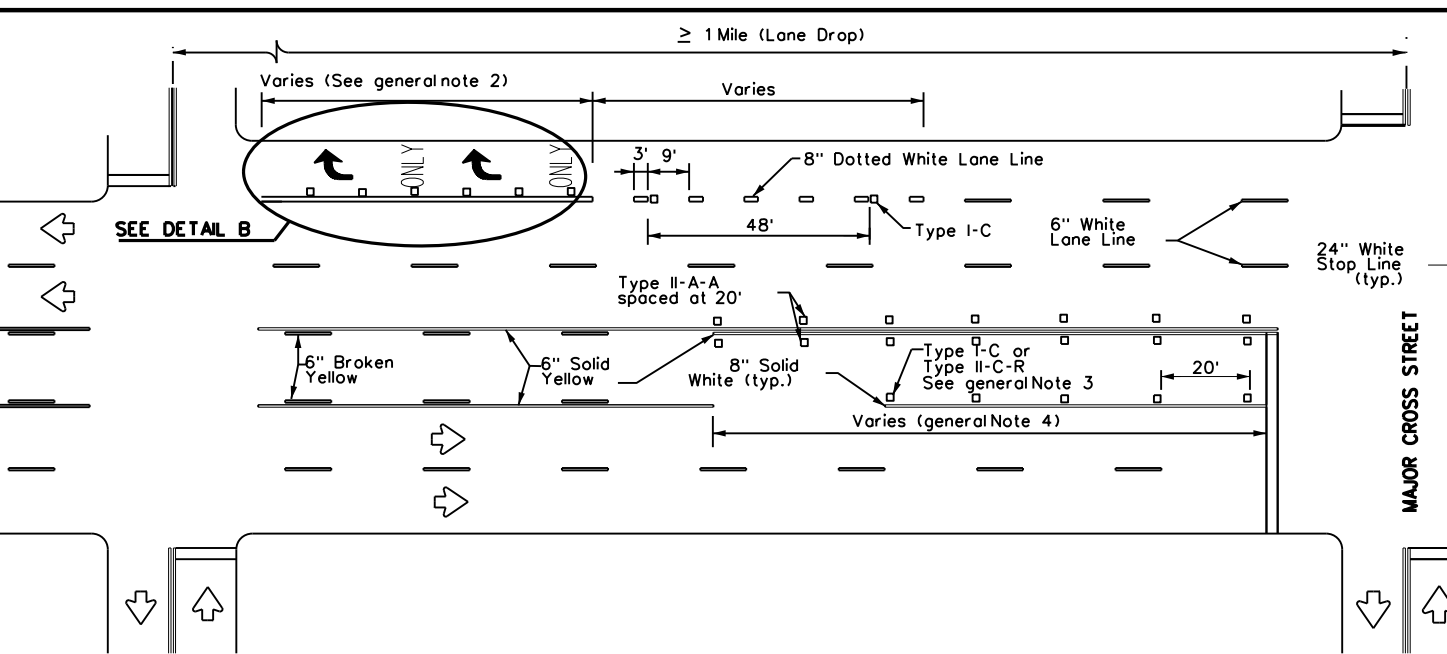 ≥ 1 Mile (Lane Drop)
Varies (See general note 2)
Varies
ONLY
ONLY
3'
9'
8" Dotted White Lane Line
SEE DETAIL B
48'
Type I-C
6" White
Lane Line
24" White
Stop Line
(typ.)
Type II-A-A
spaced at 20'
6" Broken
Yellow
6" Solid
Yellow
8" Solid
White (typ.)
Type I-C or
Type II-C-R
See general Note 3
20'
Varies (general Note 4)
MAJOR CROSS STREET